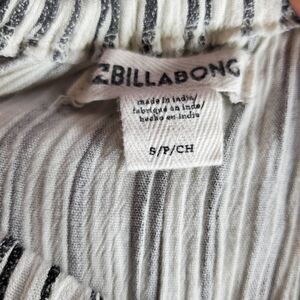 BILLABONG
made in india/
fabriqué en inde/
hecho en india
S/P/CH